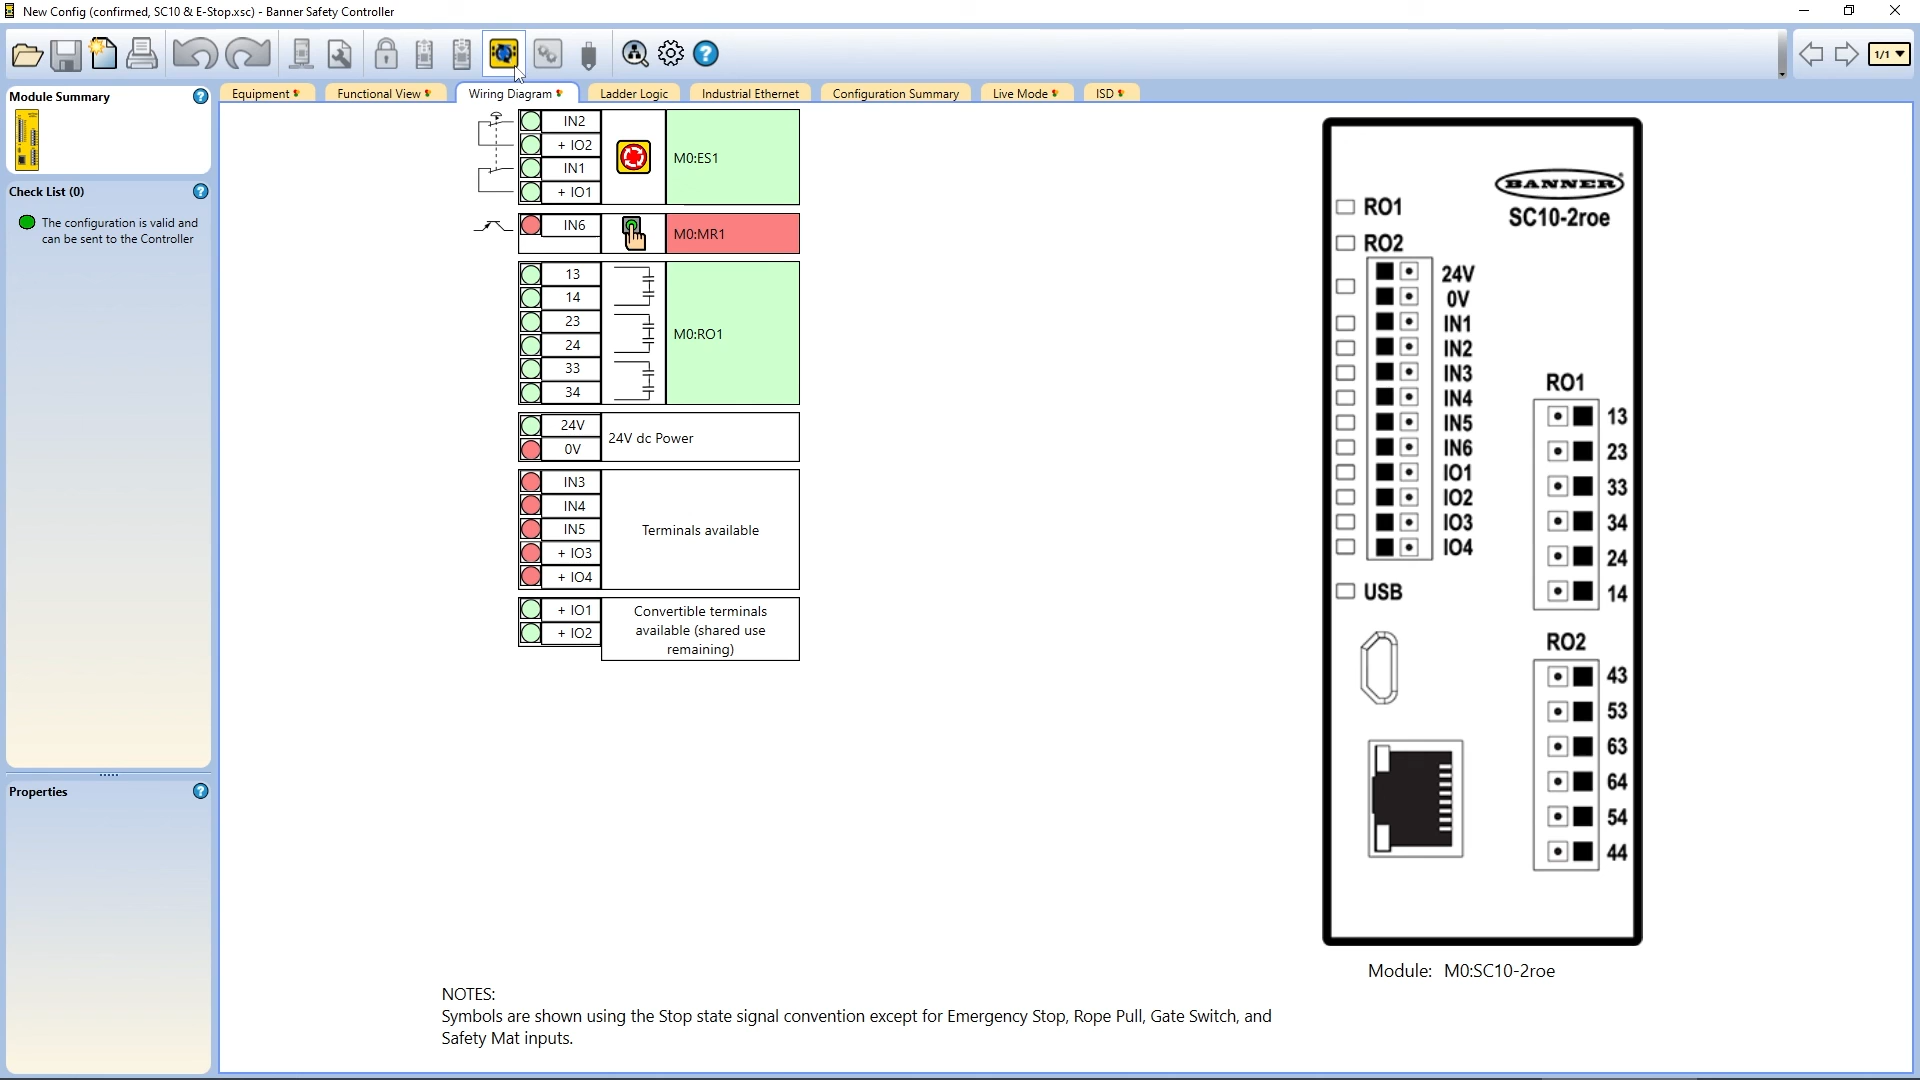 New Config (confirmed, SC10 & E-Stop.xsc) - Banner Safety Controller
1/1
Module Summary
Equipment
Functional View
Wiring Diagram
Ladder Logic
Industrial Ethernet
Configuration Summary
Live Mode
ISD
Check List (0)
The configuration is valid and
can be sent to the Controller
Properties
IN2
+ IO2
IN1
+ IO1
M0:ES1
IN6
M0:MR1
13
14
23
24
33
34
M0:RO1
24V
0V
24V dc Power
IN3
IN4
IN5
+ IO3
+ IO4
Terminals available
+ IO1
+ IO2
Convertible terminals
available (shared use
remaining)
BANNER
SC10-2roe
RO1
RO2
24V
0V
IN1
IN2
IN3
IN4
IN5
IN6
IO1
IO2
IO3
IO4
USB
RO1
13
23
33
34
24
14
RO2
43
53
63
64
54
44
Module: M0:SC10-2roe
NOTES:
Symbols are shown using the Stop state signal convention except for Emergency Stop, Rope Pull, Gate Switch, and
Safety Mat inputs.